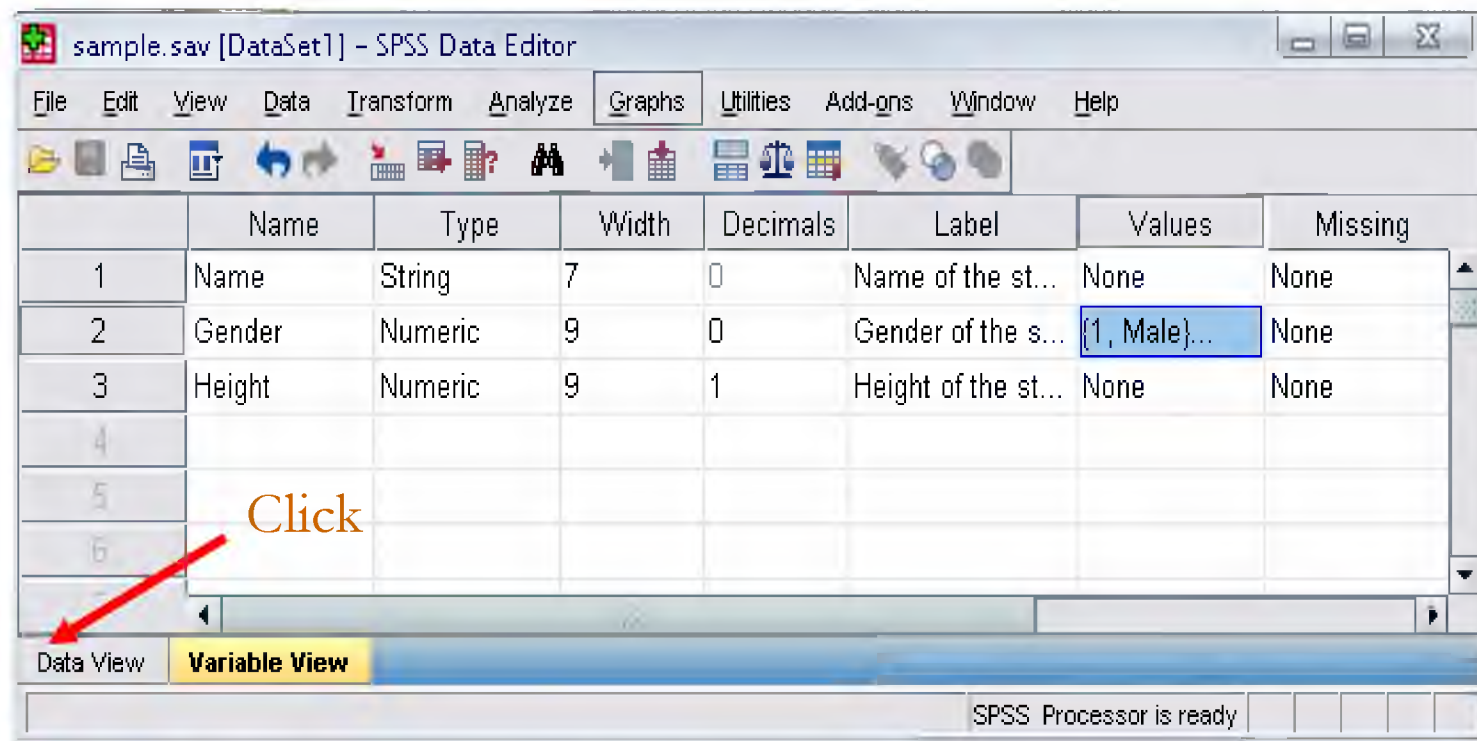 sample.sav [DataSet1] - SPSS Data Editor
File Edit View Data Transform Analyze Graphs Utilities Add-ons Window Help
Name Type Width Decimals Label Values Missing
1 Name String 7 0 Name of the st... None None
2 Gender Numeric 9 0 Gender of the s... {1, Male}... None
3 Height Numeric 9 1 Height of the st... None None
4
5
Click
6
Data View Variable View
SPSS Processor is ready